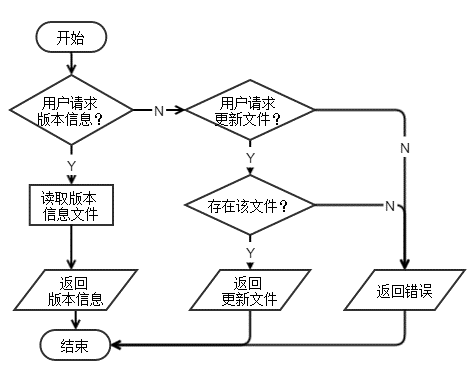 开始
用户请求
版本信息？
N
用户请求
更新文件？
N
Y
Y
读取版本
信息文件
存在该文件？
N
Y
返回
版本信息
返回
更新文件
返回错误
结束